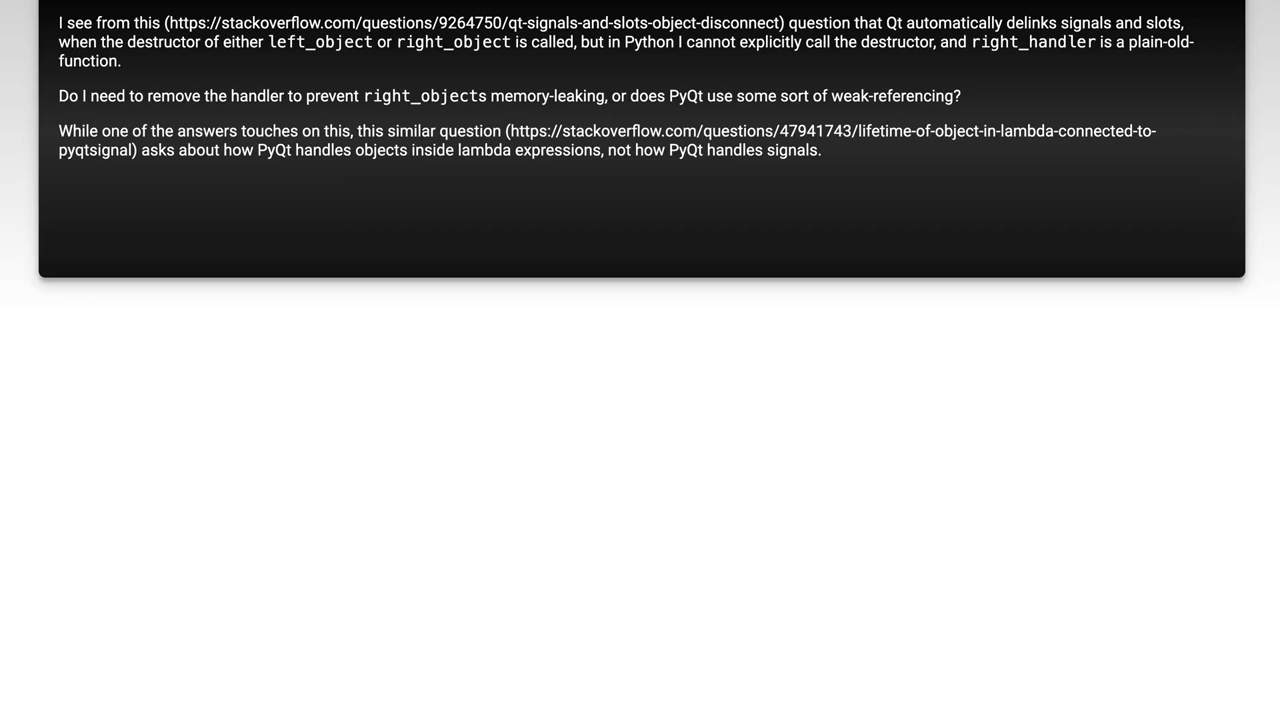 I see from this (https://stackoverflow.com/questions/9264750/qt-signals-and-slots-object-disconnect) question that Qt automatically delinks signals and slots,
when the destructor of either left_object or right_object is called, but in Python I cannot explicitly call the destructor, and right_handler is a plain-old-
function.
Do I need to remove the handler to prevent right_objects memory-leaking, or does PyQt use some sort of weak-referencing?
While one of the answers touches on this, this similar question (https://stackoverflow.com/questions/47941743/lifetime-of-object-in-lambda-connected-to-
pyqtsignal) asks about how PyQt handles objects inside lambda expressions, not how PyQt handles signals.